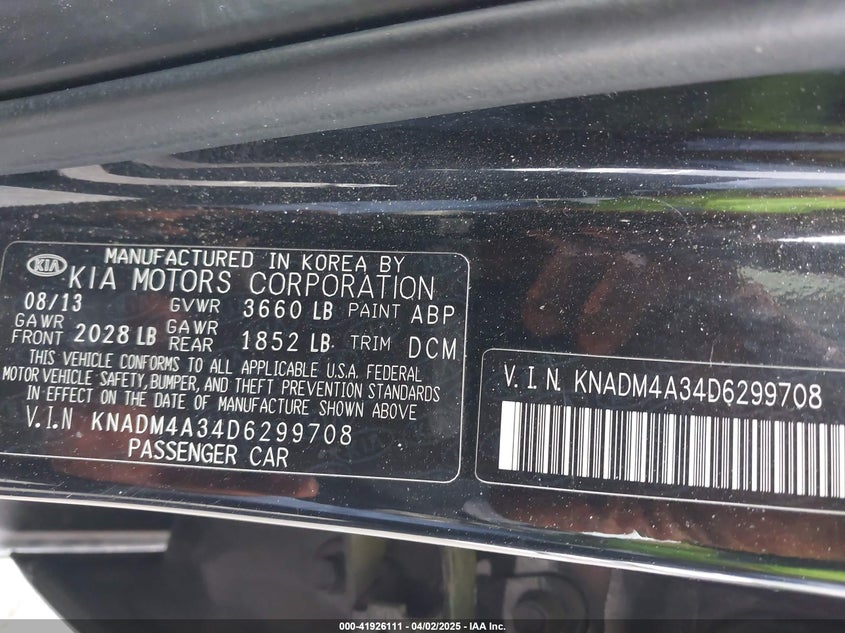 KIA
MANUFACTURED IN KOREA BY
KIA MOTORS CORPORATION
08/13 GVWR 3660 LB PAINT ABP
GAWR FRONT 2028 LB GAWR REAR 1852 LB TRIM DCM
THIS VEHICLE CONFORMS TO ALL APPLICABLE U.S.A. FEDERAL
MOTOR VEHICLE SAFETY, BUMPER, AND THEFT PREVENTION STANDARDS
IN EFFECT ON THE DATE OF MANUFACTURE SHOWN ABOVE
V.I.N KNADM4A34D6299708
PASSENGER CAR
V.I.N. KNADM4A34D6299708
000-41926111 - 04/02/2025 - IAA Inc.